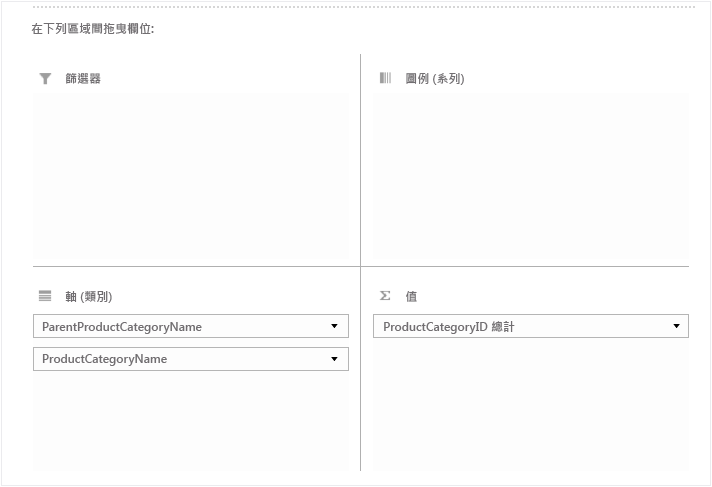 在下列區域間拖曳欄位:
篩選器
圖例 (系列)
軸 (類別)
值
ParentProductCategoryName
ProductCategoryID 總計
ProductCategoryName